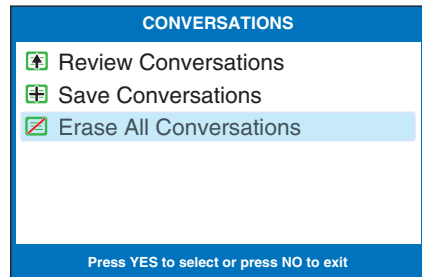 CONVERSATIONS
Review Conversations
Save Conversations
Erase All Conversations
Press YES to select or press NO to exit